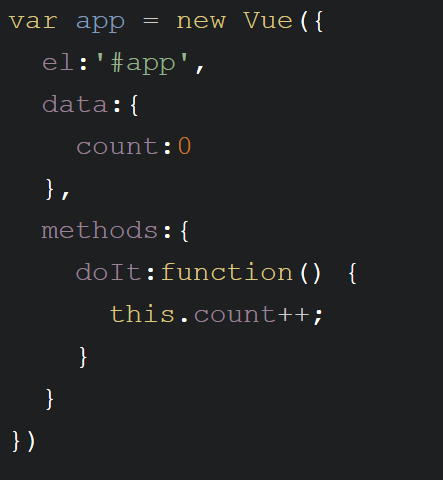 var app = new Vue({
  el:'#app',
  data:{
    count:0
  },
  methods:{
    doIt:function() {
      this.count++;
    }
  }
})